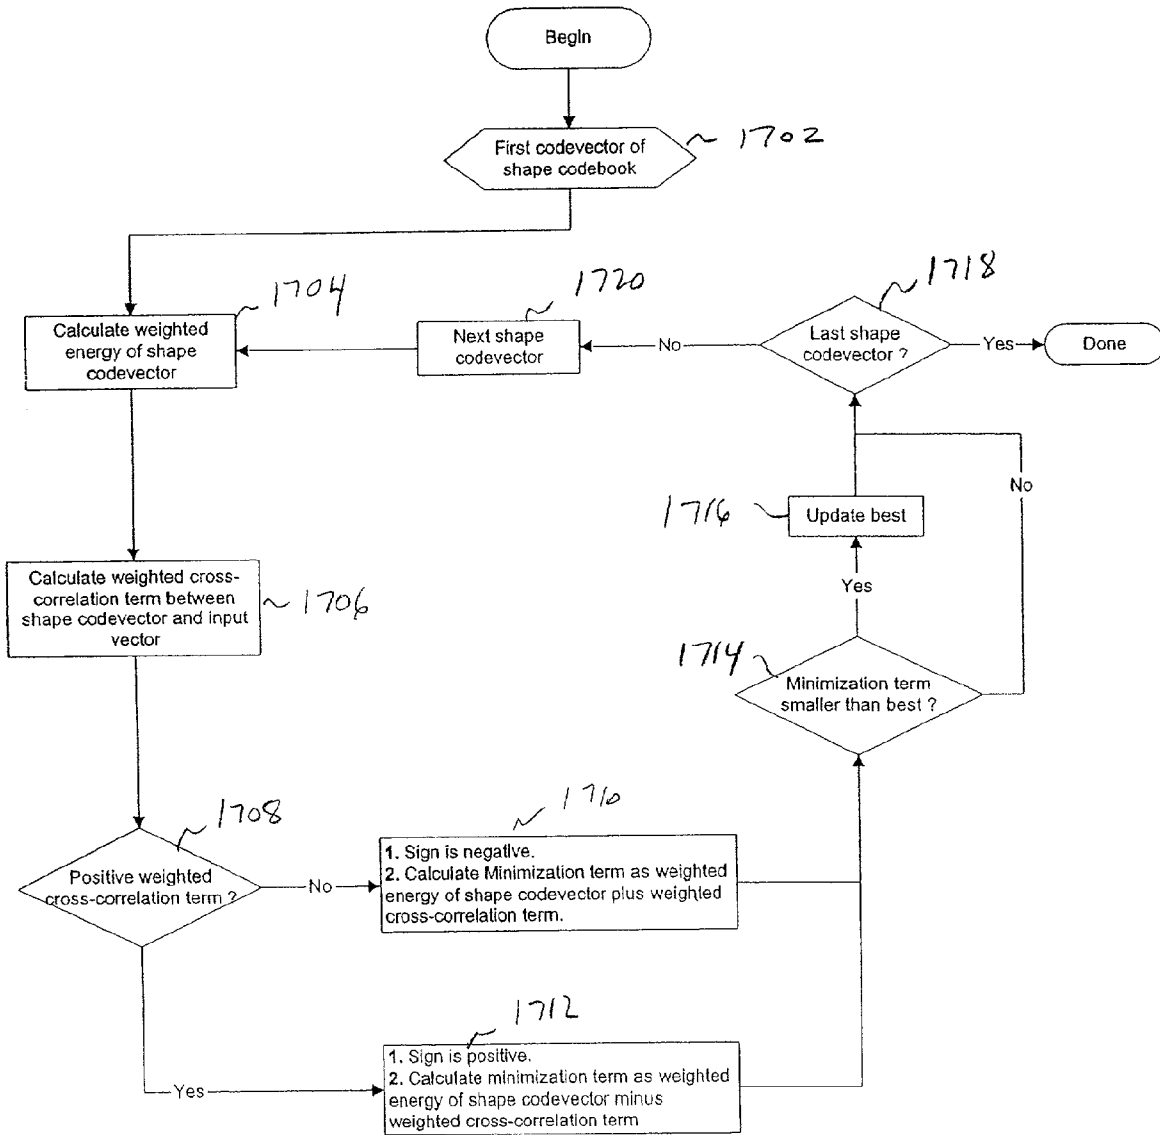 Begin
First codevector of
shape codebook
1702
1704
Calculate weighted
energy of shape
codevector
1720
Next shape
codevector
No
1718
Last shape
codevector ?
Yes
Done
No
1716
Update best
Yes
Calculate weighted cross-
correlation term between
shape codevector and input
vector
1706
1714
Minimization term
smaller than best ?
1708
Positive weighted
cross-correlation term ?
No
1710
1. Sign is negative.
2. Calculate Minimization term as weighted
energy of shape codevector plus weighted
cross-correlation term.
Yes
1712
1. Sign is positive.
2. Calculate minimization term as weighted
energy of shape codevector minus
weighted cross-correlation term